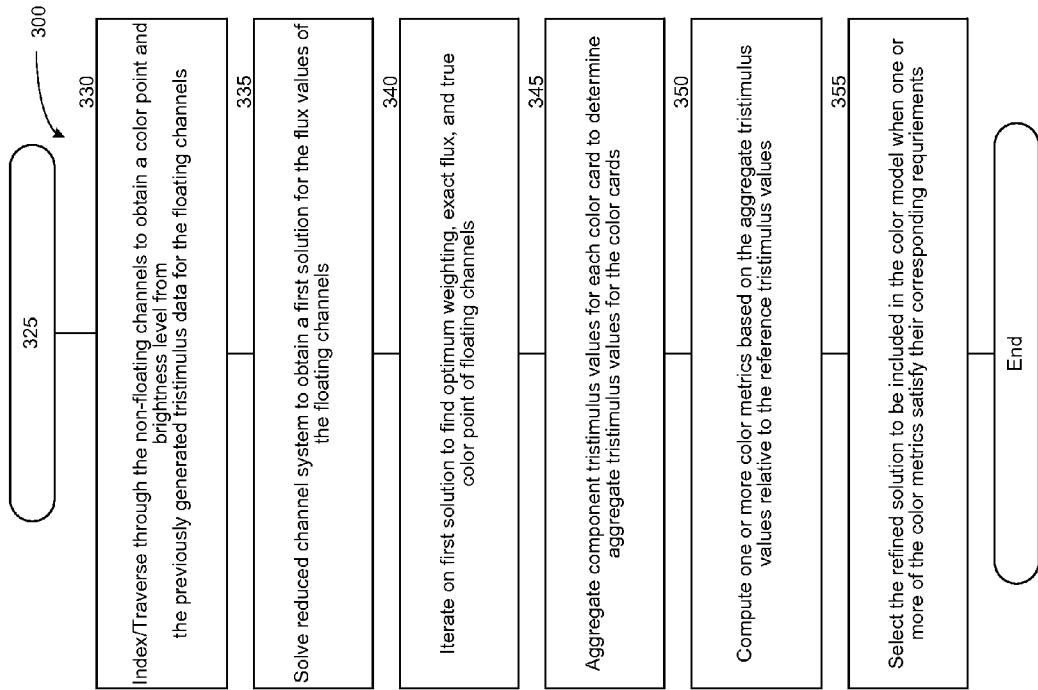 300
325
330
Index/Traverse through the non-floating channels to obtain a color point and
brightness level from
the previously generated tristimulus data for the floating channels
335
Solve reduced channel system to obtain a first solution for the flux values of
the floating channels
340
Iterate on first solution to find optimum weighting, exact flux, and true
color point of floating channels
345
Aggregate component tristimulus values for each color card to determine
aggregate tristimulus values for the color cards
350
Compute one or more color metrics based on the aggregate tristimulus
values relative to the reference tristimulus values
355
Select the refined solution to be included in the color model when one or
more of the color metrics satisfy their corresponding requriements
End